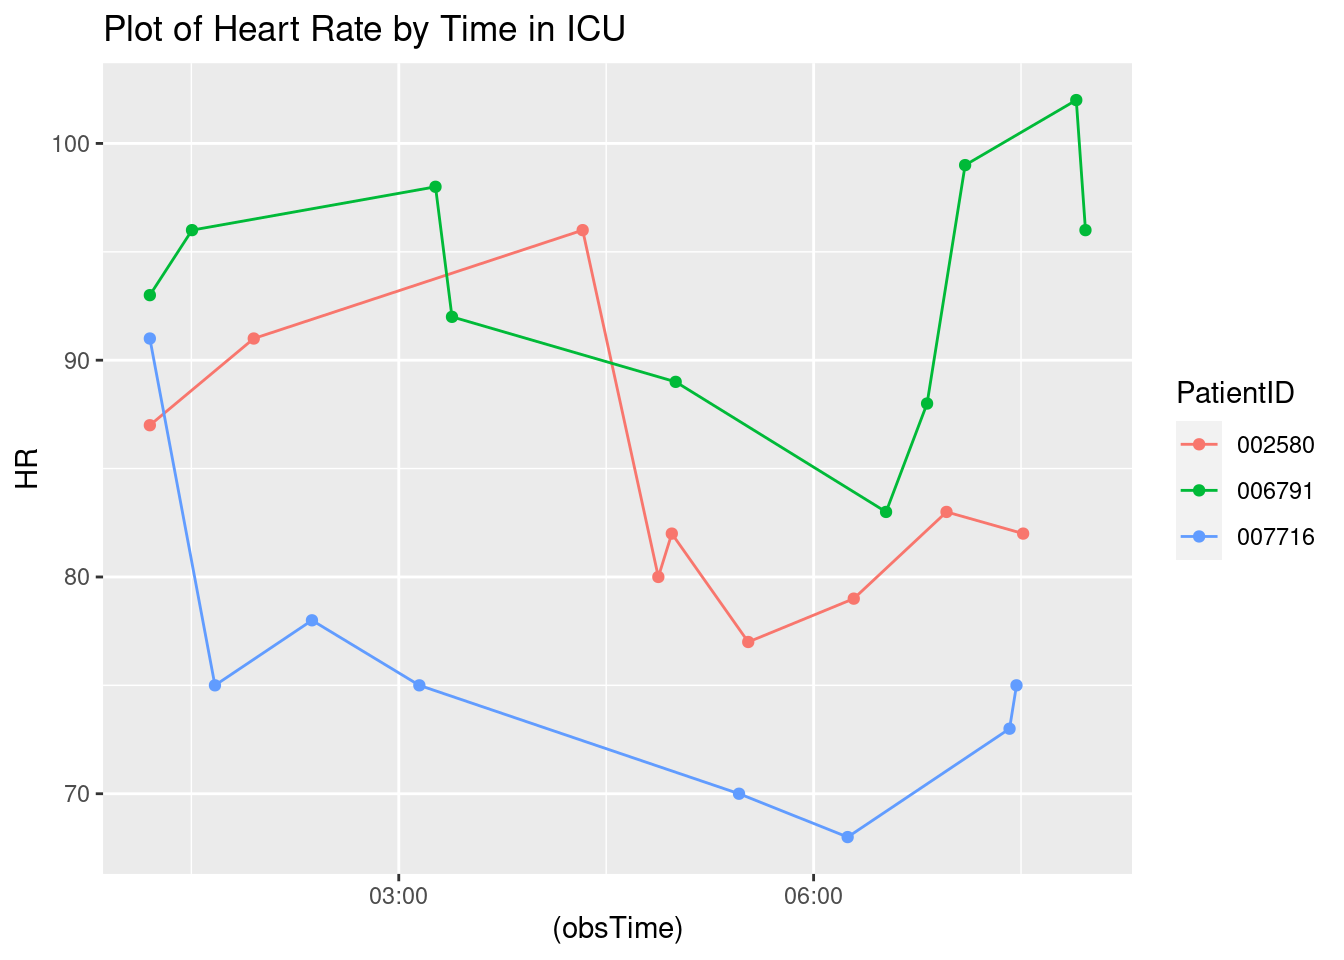 Plot of Heart Rate by Time in ICU
100
90
80
70
HR
03:00
06:00
(obsTime)
PatientID
002580
006791
007716